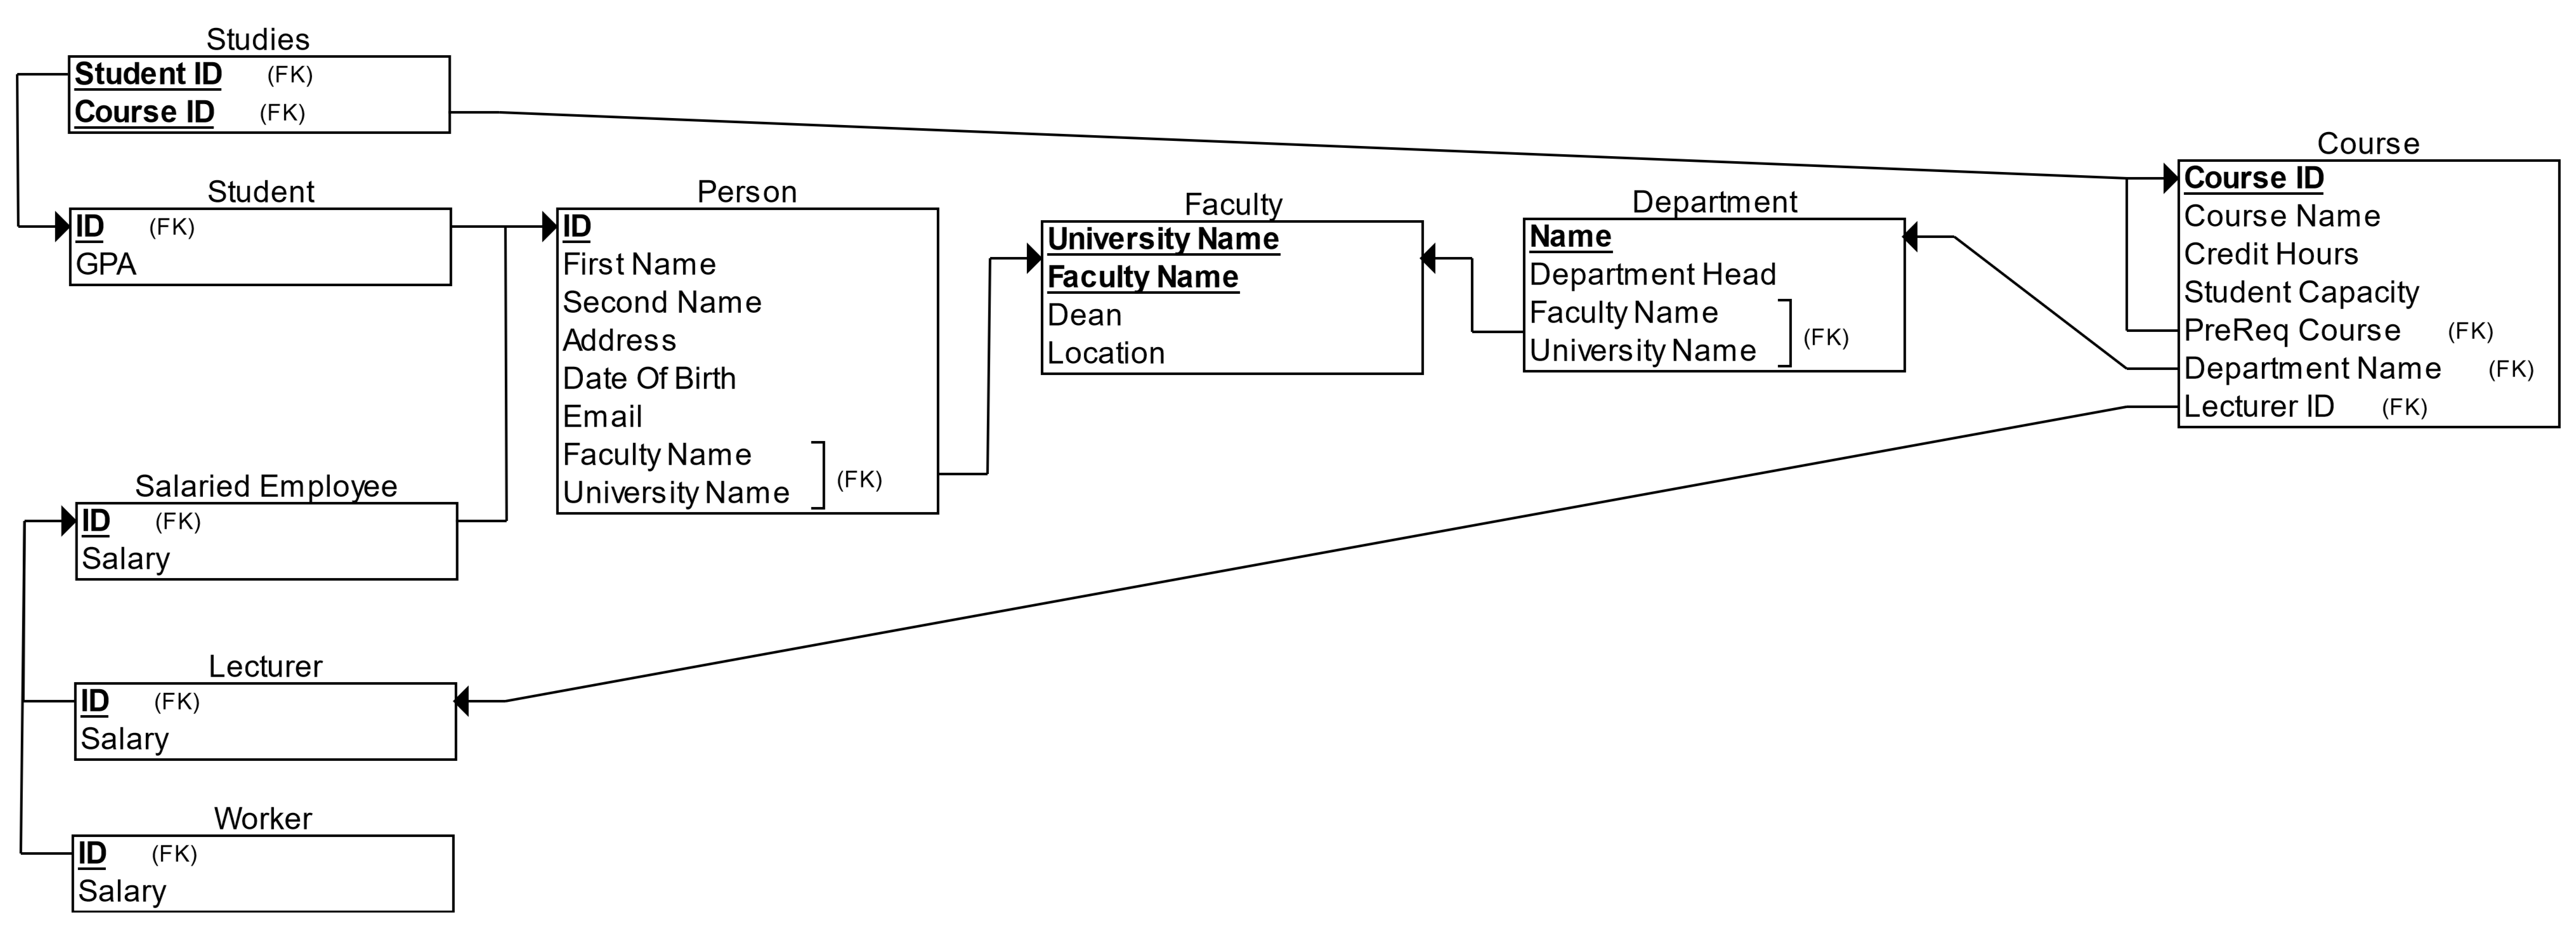 Studies
Student ID (FK)
Course ID (FK)
Student
ID (FK)
GPA
Person
ID
First Name
Second Name
Address
Date Of Birth
Email
Faculty Name
University Name
(FK)
Faculty
University Name
Faculty Name
Dean
Location
Department
Name
Department Head
Faculty Name
University Name
(FK)
Course
Course ID
Course Name
Credit Hours
Student Capacity
PreReq Course (FK)
Department Name (FK)
Lecturer ID (FK)
Salaried Employee
ID (FK)
Salary
Lecturer
ID (FK)
Salary
Worker
ID (FK)
Salary